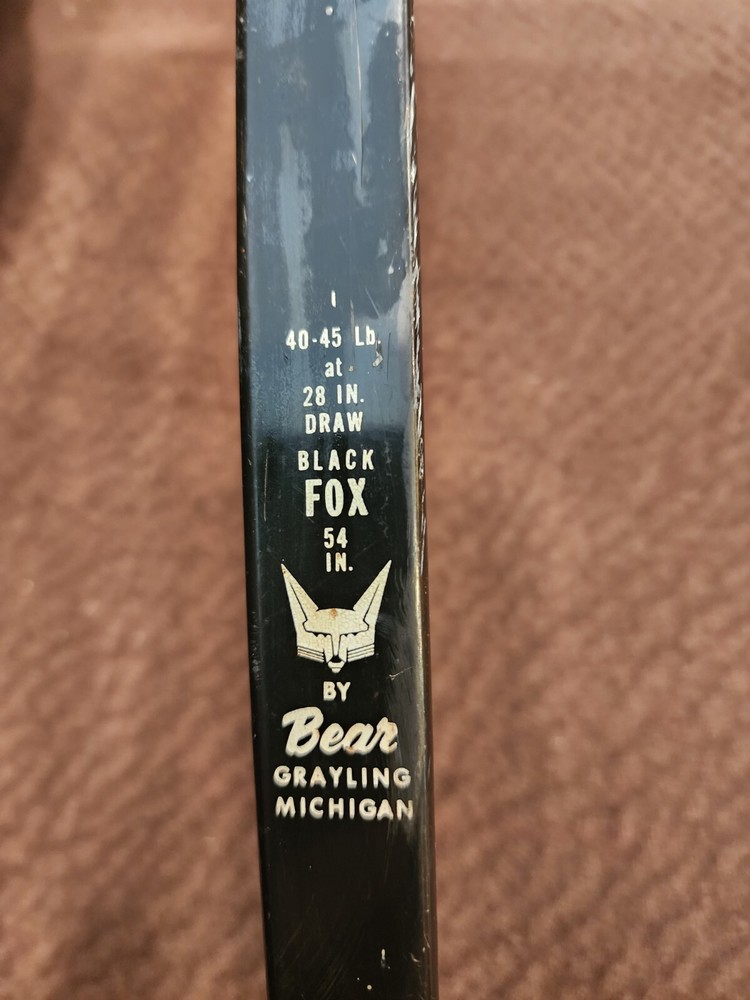 40-45 Lb.
at
28 IN.
DRAW
BLACK
FOX
54
IN.
BY
Bear
GRAYLING
MICHIGAN